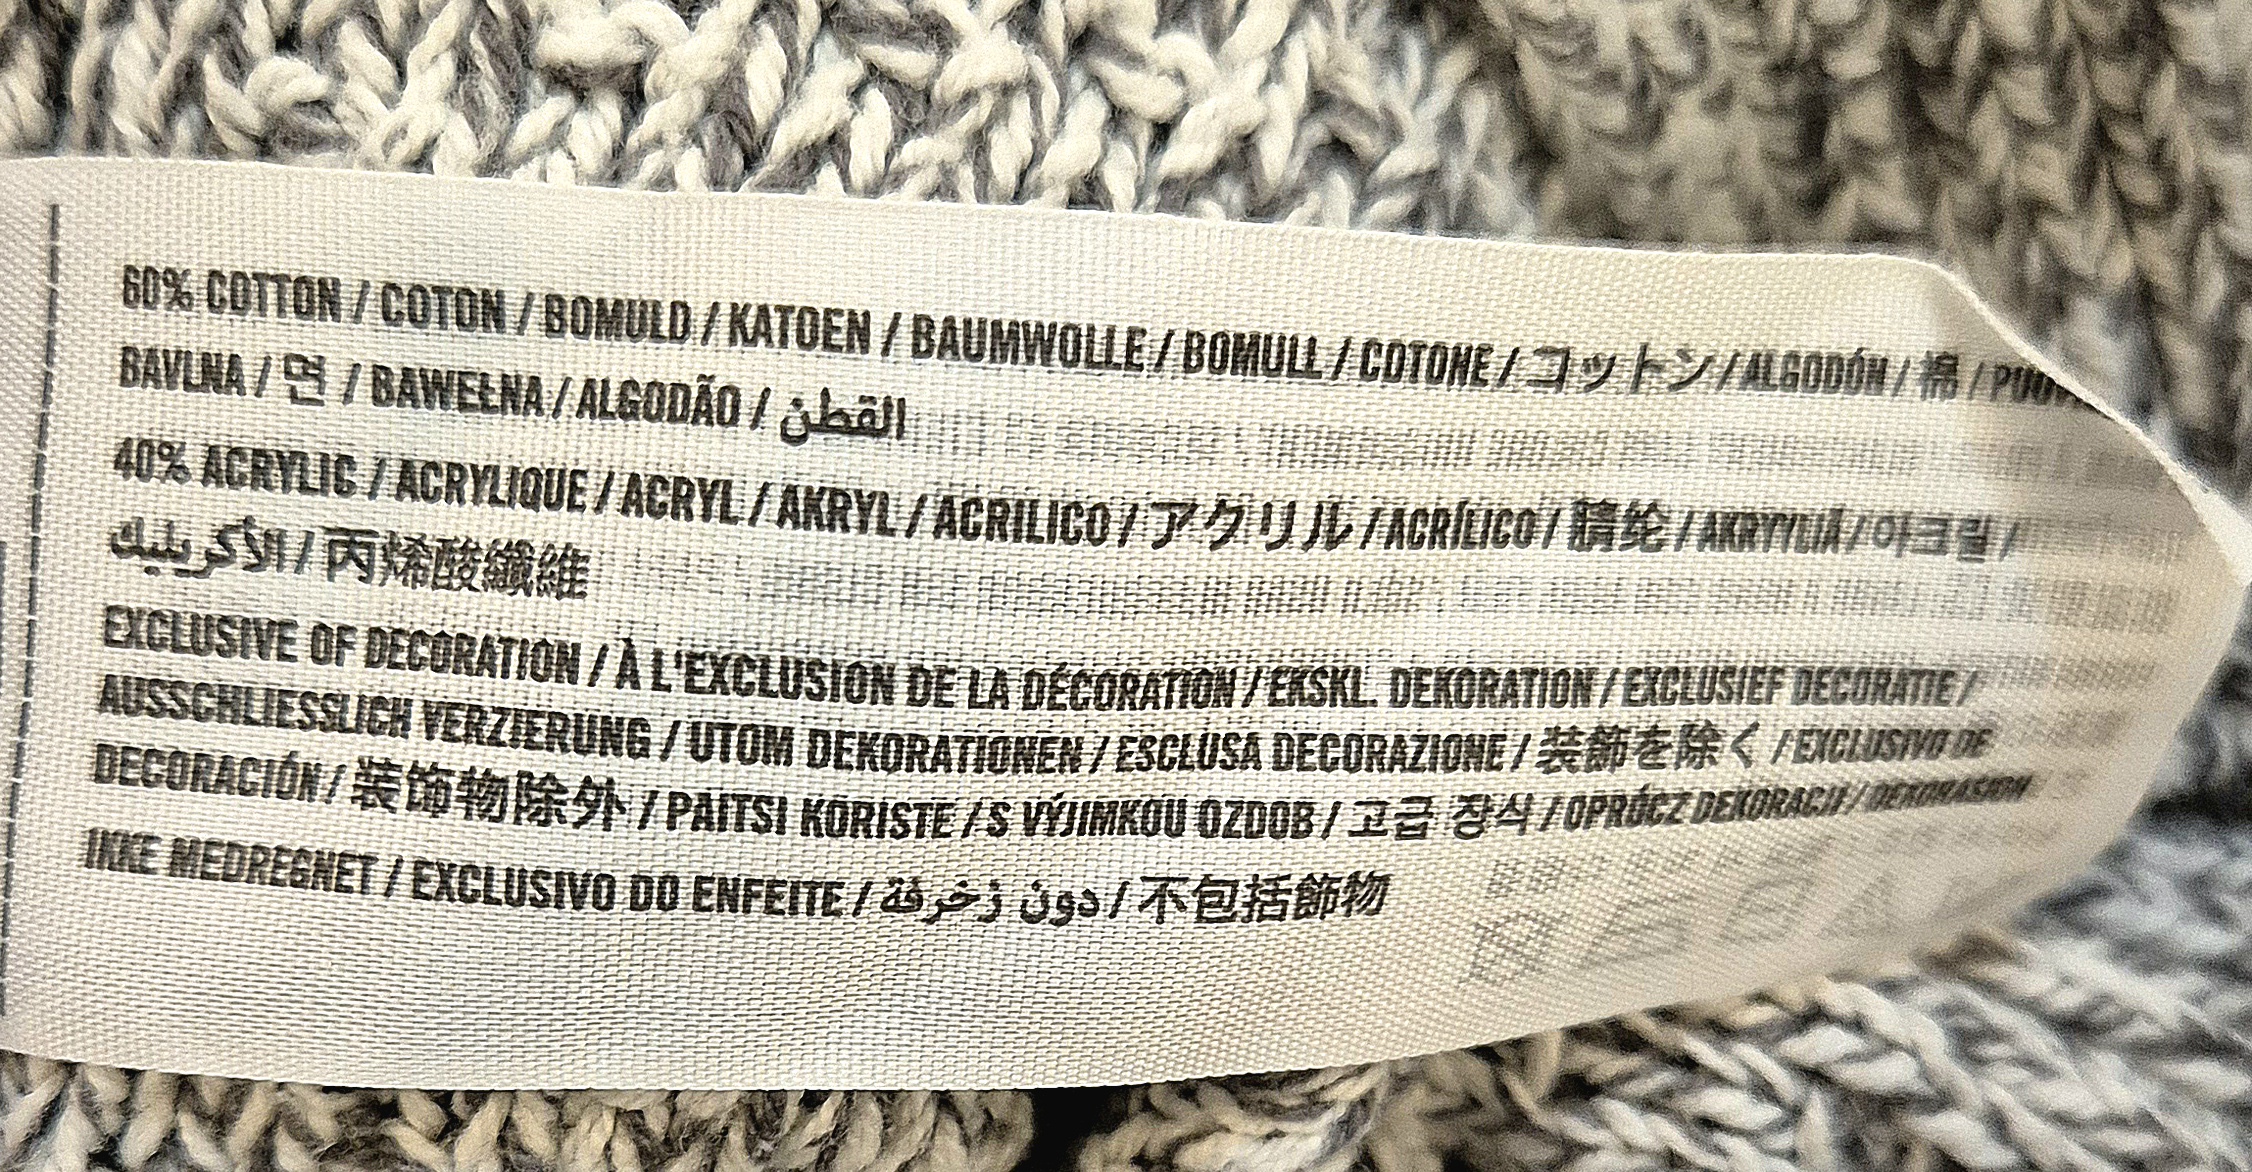 60% COTTON / COTON / BOMULD / KATOEN / BAUMWOLLE / BOMULL / COTONE / コットン / ALGODÓN / 棉 /
BAVLNA / 면 / BAWEŁNA / ALGODÃO / القطن
40% ACRYLIC / ACRYLIQUE / ACRYL / AKRYL / ACRILICO / アクリル / ACRÍLICO / 腈纶 / AKRYYLIÄ / 아크릴 /
الأكريليك / 丙烯酸纖維
EXCLUSIVE OF DECORATION / À L'EXCLUSION DE LA DÉCORATION / EKSKL. DEKORATION / EXCLUSIEF DECORATIE /
AUSSCHLIESSLICH VERZIERUNG / UTOM DEKORATIONEN / ESCLUSA DECORAZIONE / 装飾を除く / EXCLUSIVO DE
DECORACIÓN / 装饰物除外 / PAITSI KORISTE / S VÝJIMKOU OZDOB / 고급 장식 / OPRÓCZ DEKORACJI / DEKORASJON
IKKE MEDREGNET / EXCLUSIVO DO ENFEITE / دون زخرفة / 不包括飾物